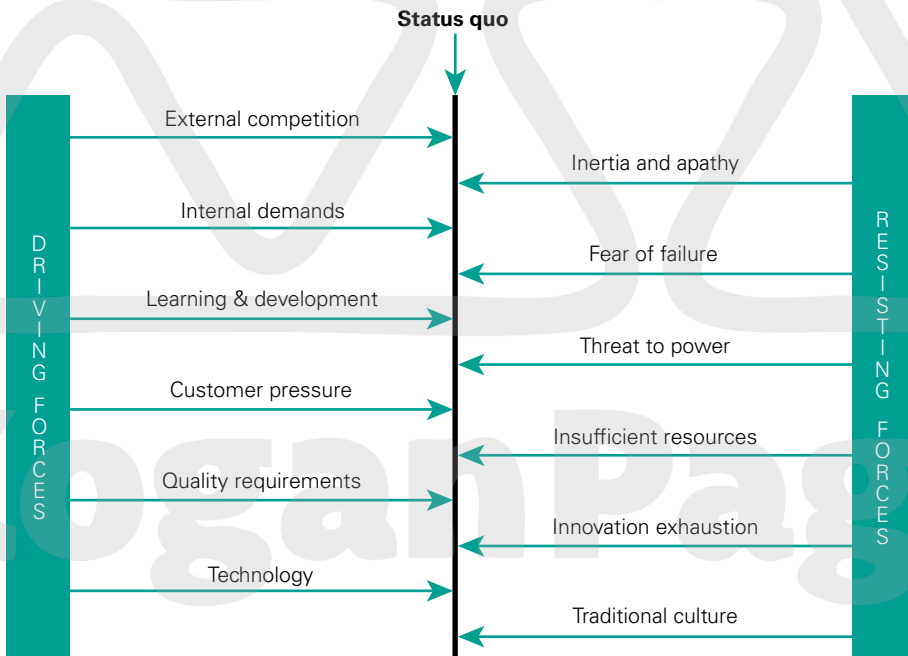 Status quo
External competition
Inertia and apathy
Internal demands
Fear of failure
Learning & development
Threat to power
Customer pressure
Insufficient resources
Quality requirements
Innovation exhaustion
Technology
Traditional culture
DRIVING FORCES
RESISTING FORCES
KoganPag